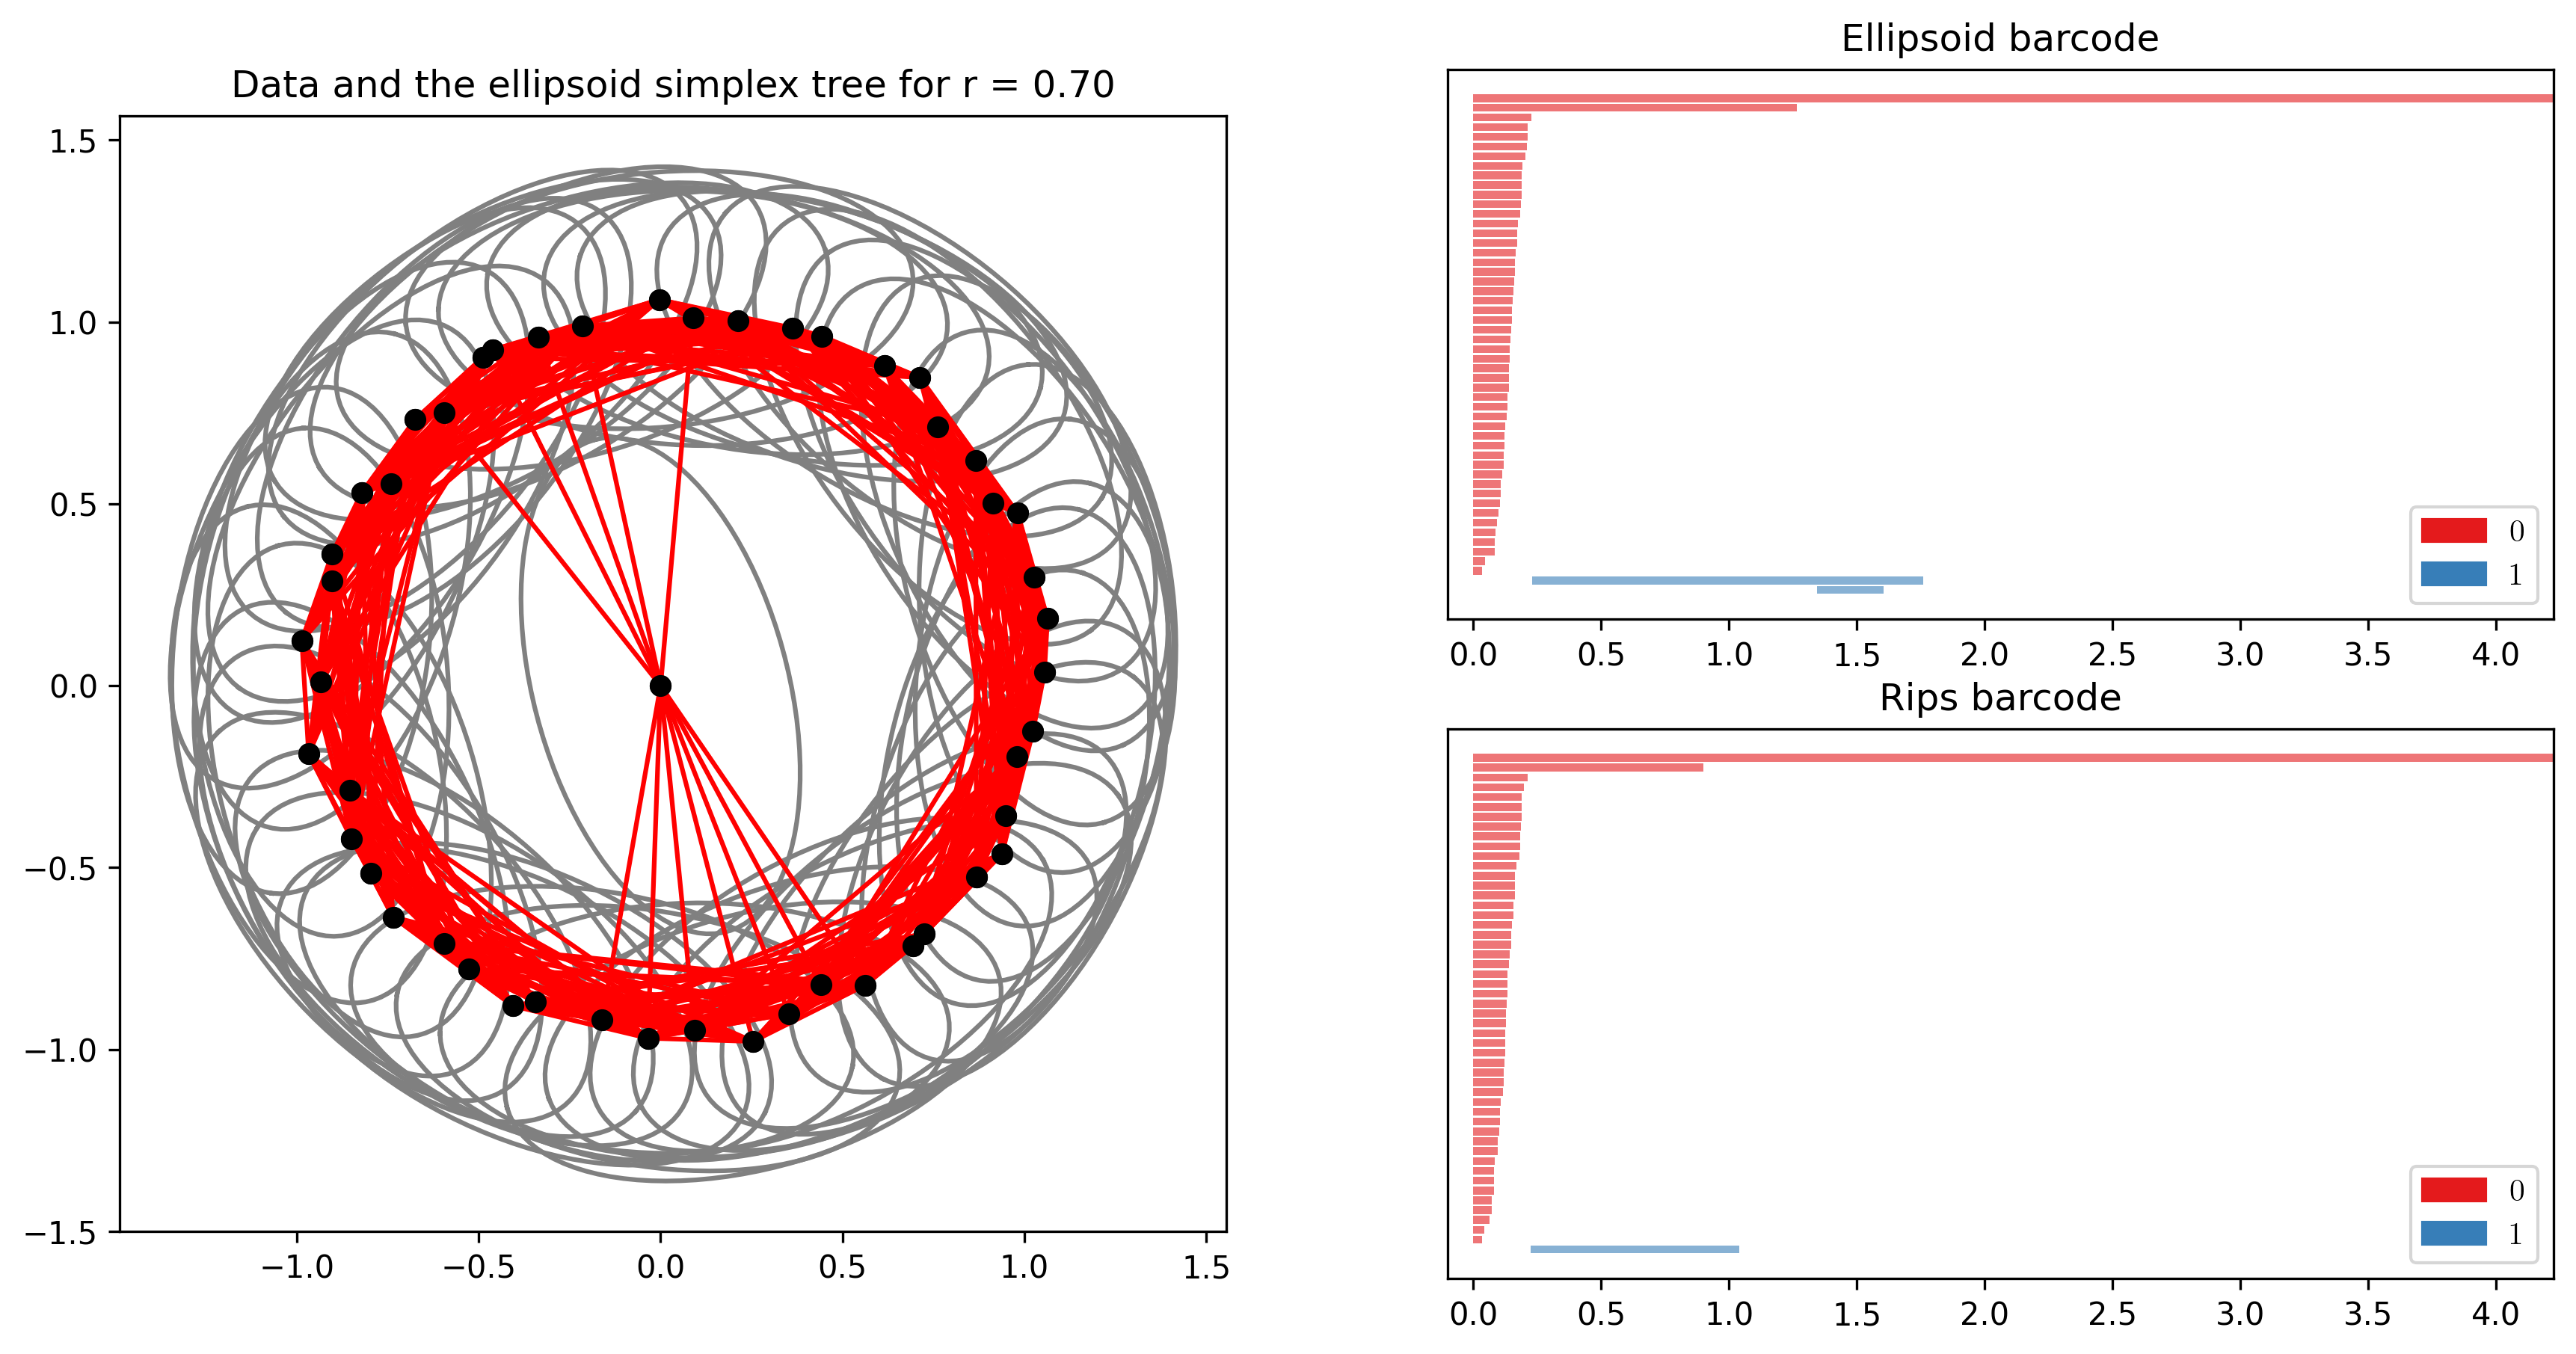 Data and the ellipsoid simplex tree for r = 0.70
1.5
1.0
0.5
0.0
−0.5
−1.0
−1.5
−1.0 −0.5 0.0 0.5 1.0 1.5
Ellipsoid barcode
0
1
0.0 0.5 1.0 1.5 2.0 2.5 3.0 3.5 4.0
Rips barcode
0
1
0.0 0.5 1.0 1.5 2.0 2.5 3.0 3.5 4.0